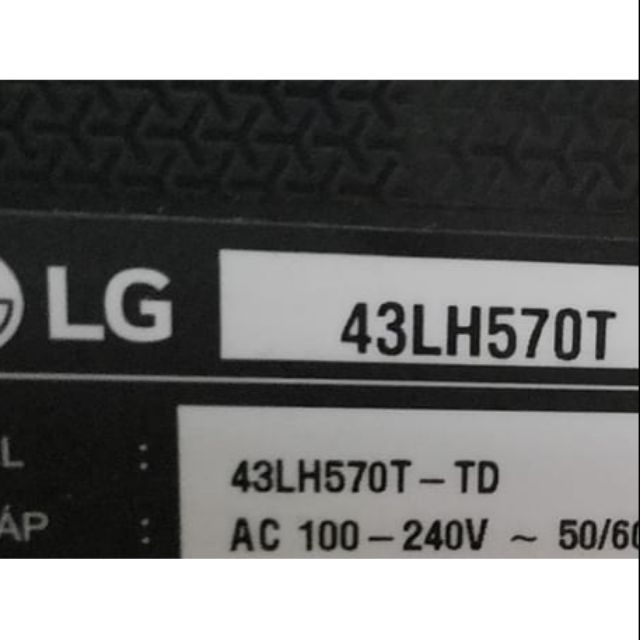 LG 43LH570T
L : 43LH570T-TD
ÁP : AC 100-240V ~ 50/60